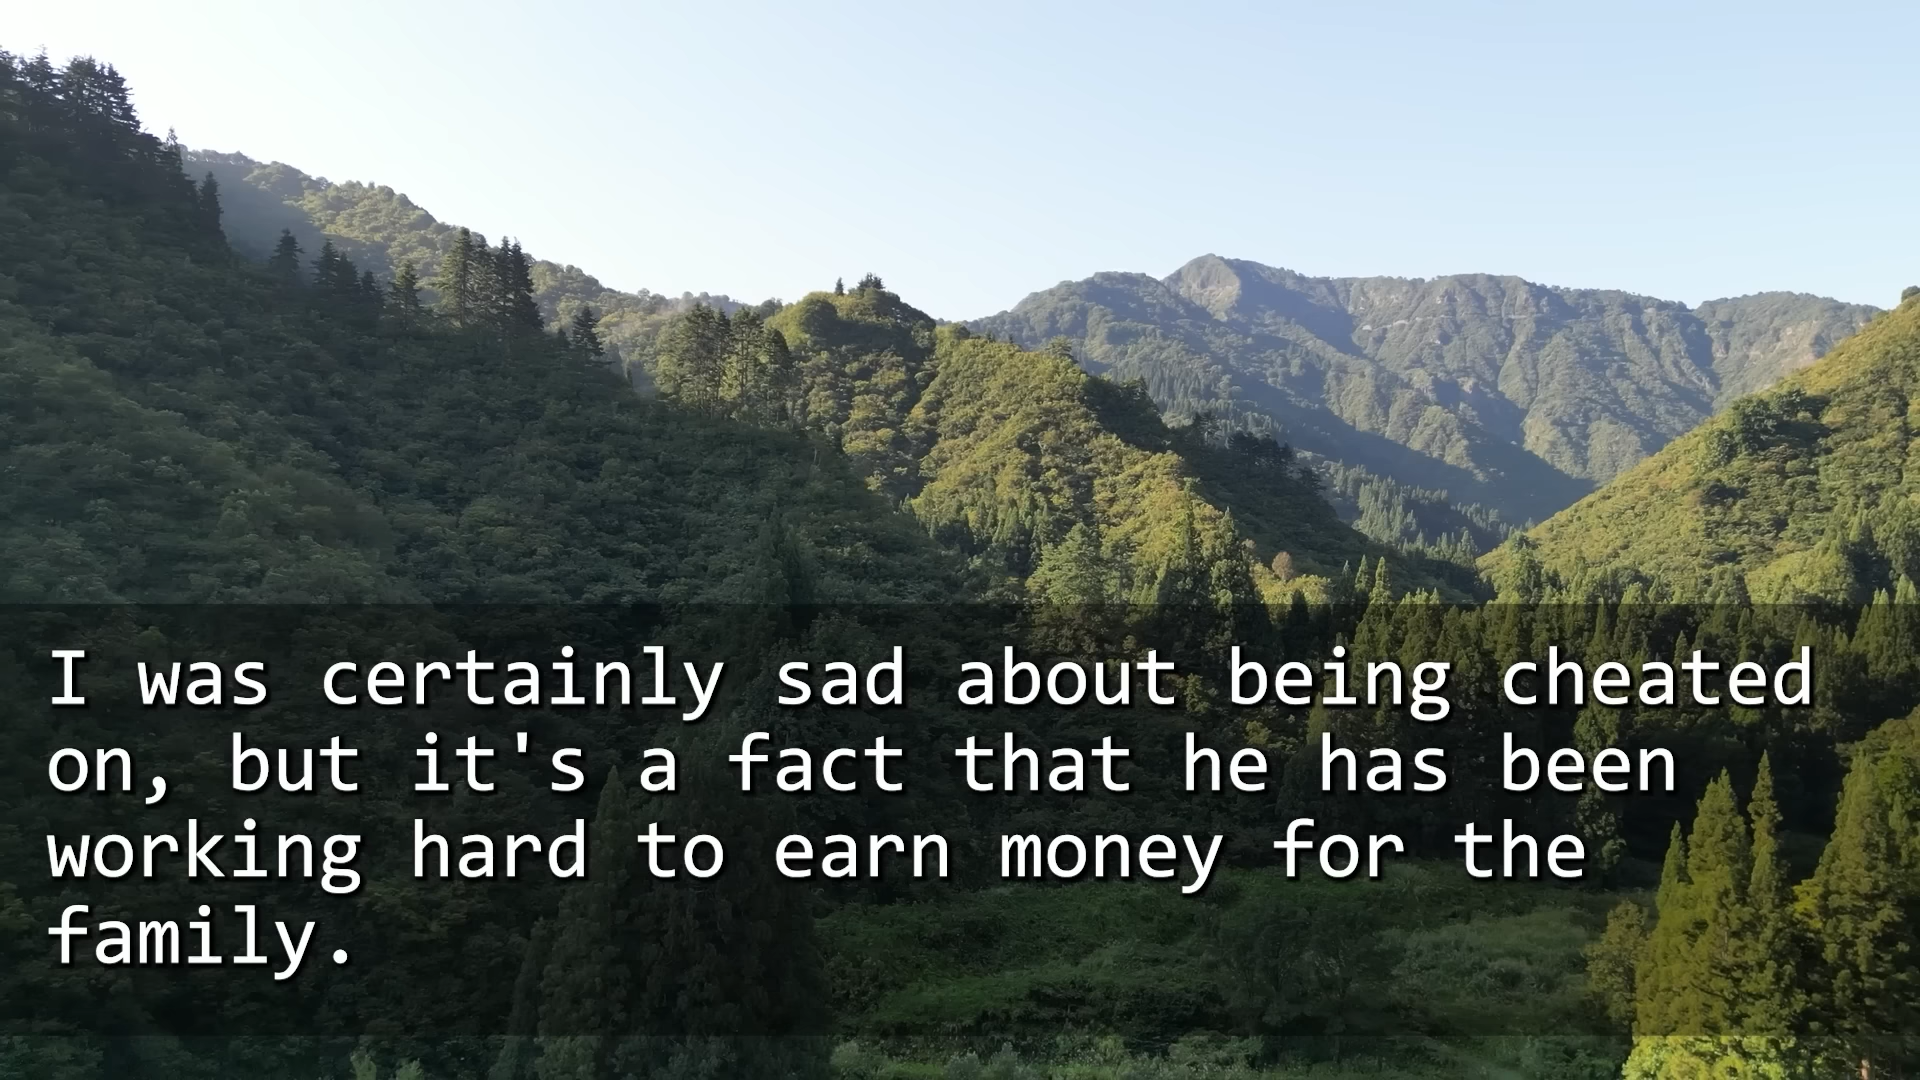 I was certainly sad about being cheated
on, but it's a fact that he has been
working hard to earn money for the
family.